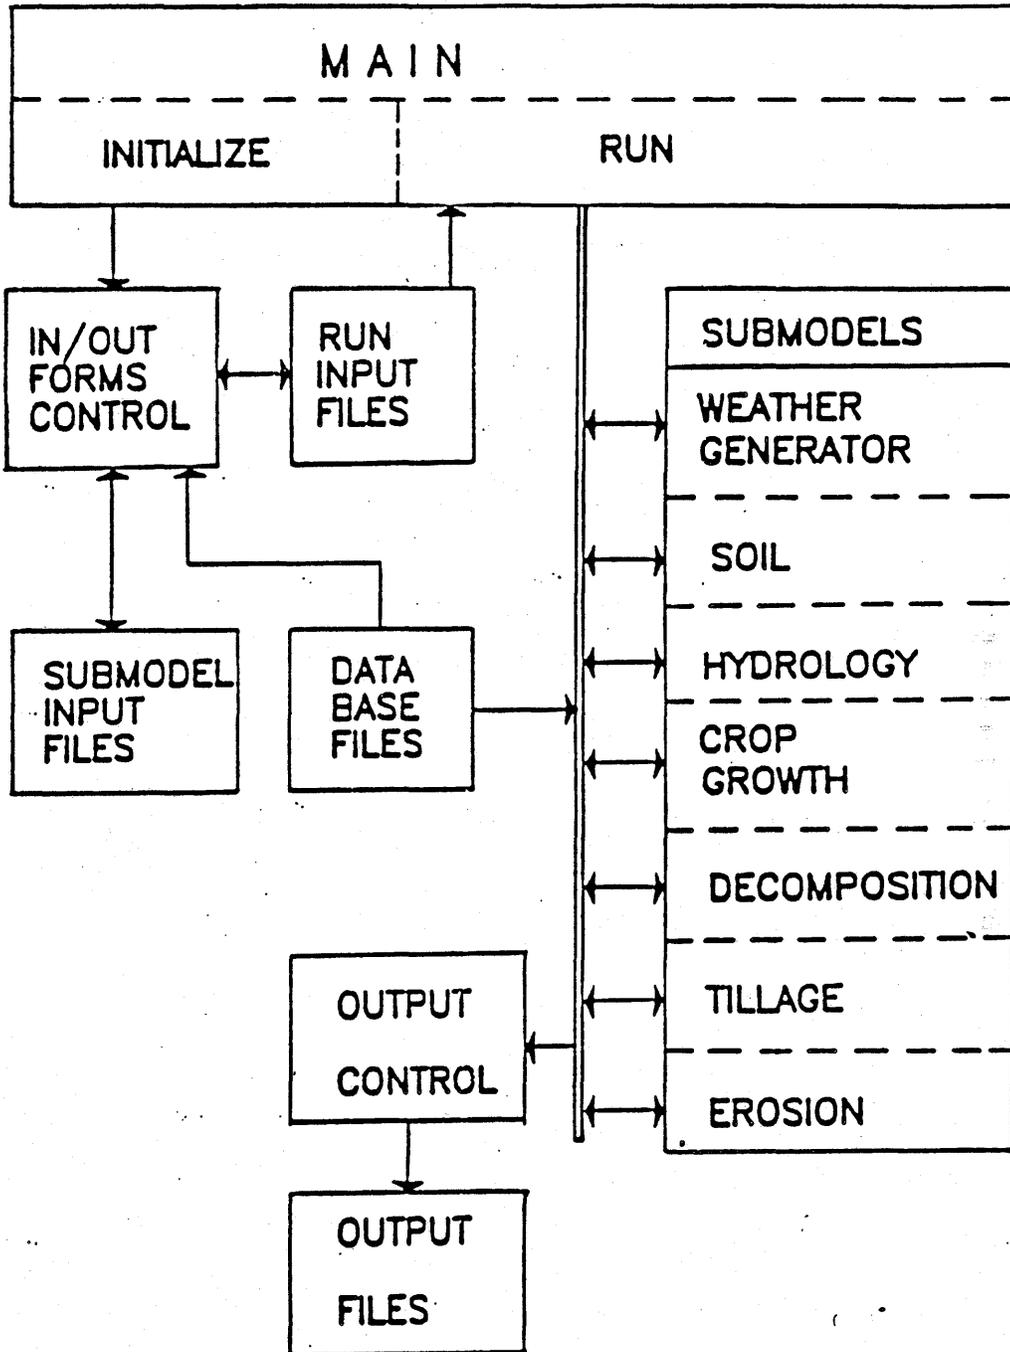 MAIN
INITIALIZE
RUN
IN/OUT
FORMS
CONTROL
RUN
INPUT
FILES
SUBMODELS
WEATHER
GENERATOR
SOIL
HYDROLOGY
CROP
GROWTH
DECOMPOSITION
TILLAGE
EROSION
SUBMODEL
INPUT
FILES
DATA
BASE
FILES
OUTPUT
CONTROL
OUTPUT
FILES